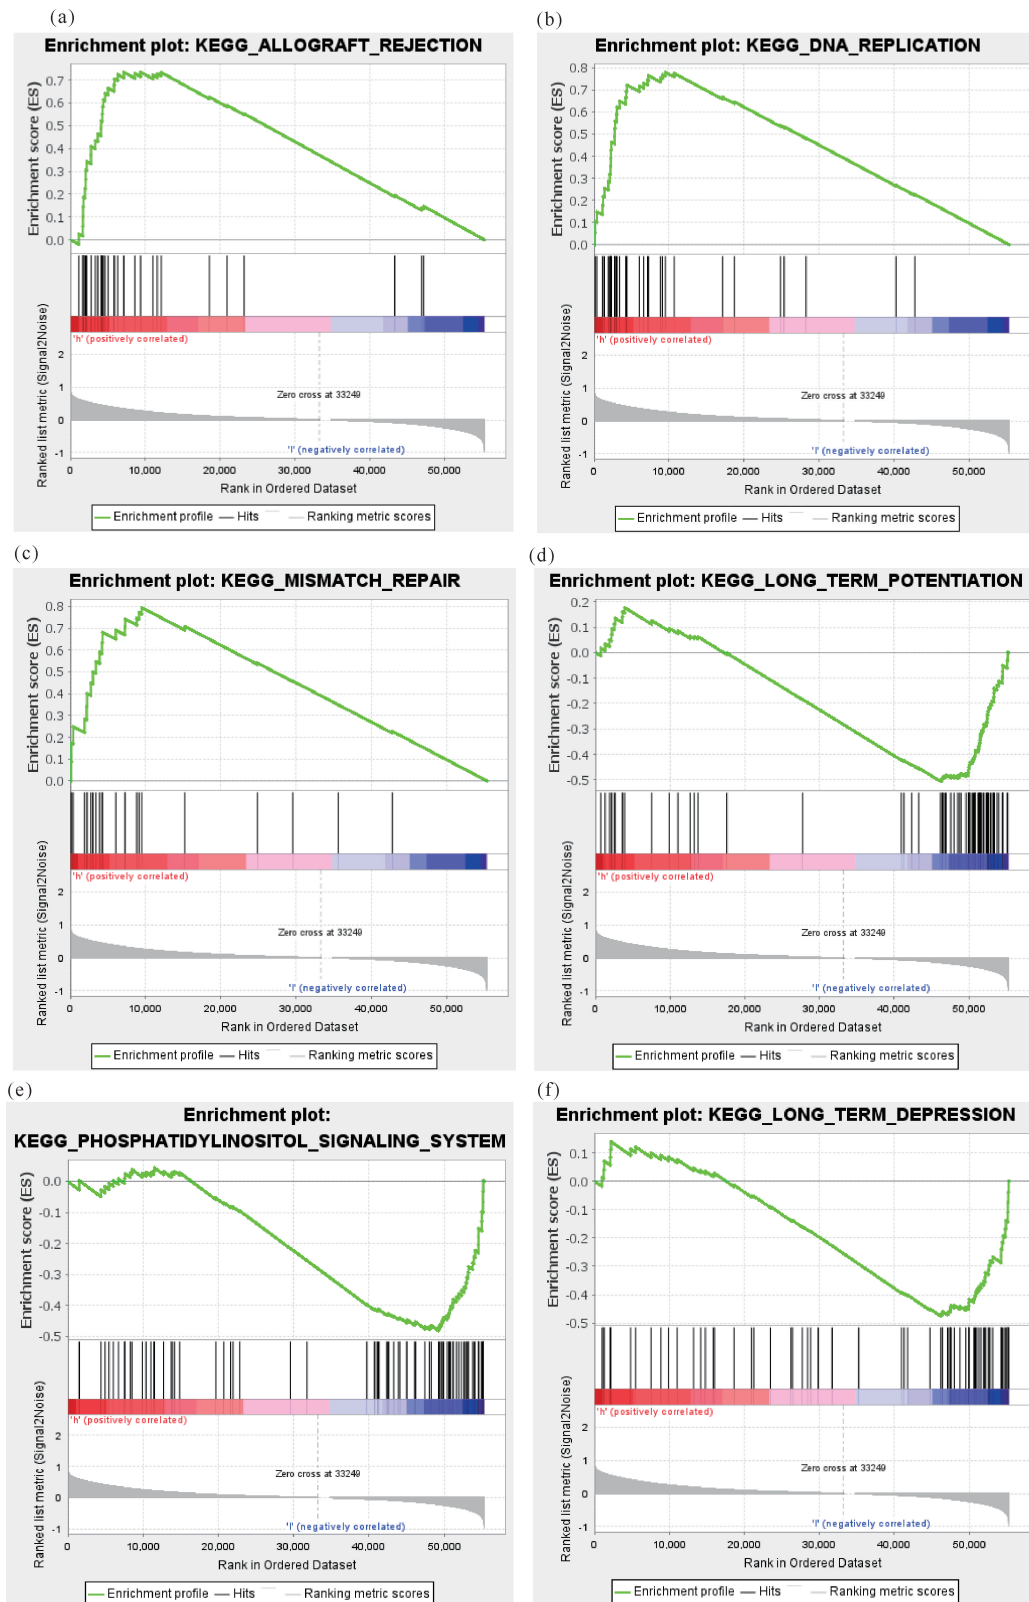 (a)
Enrichment plot: KEGG_ALLOGRAFT_REJECTION
Enrichment score (ES)
0.7
0.6
0.5
0.4
0.3
0.2
0.1
0.0
'h' (positively correlated)
Ranked list metric (Signal2Noise)
2
1
0
-1
Zero cross at 33249
'l' (negatively correlated)
0 10,000 20,000 30,000 40,000 50,000
Rank in Ordered Dataset
Enrichment profile Hits Ranking metric scores
(b)
Enrichment plot: KEGG_DNA_REPLICATION
Enrichment score (ES)
0.8
0.7
0.6
0.5
0.4
0.3
0.2
0.1
0.0
'h' (positively correlated)
Ranked list metric (Signal2Noise)
2
1
0
-1
Zero cross at 33249
'l' (negatively correlated)
0 10,000 20,000 30,000 40,000 50,000
Rank in Ordered Dataset
Enrichment profile Hits Ranking metric scores
(c)
Enrichment plot: KEGG_MISMATCH_REPAIR
Enrichment score (ES)
0.8
0.7
0.6
0.5
0.4
0.3
0.2
0.1
0.0
'h' (positively correlated)
Ranked list metric (Signal2Noise)
2
1
0
-1
Zero cross at 33249
'l' (negatively correlated)
0 10,000 20,000 30,000 40,000 50,000
Rank in Ordered Dataset
Enrichment profile Hits Ranking metric scores
(d)
Enrichment plot: KEGG_LONG_TERM_POTENTIATION
Enrichment score (ES)
0.2
0.1
0.0
-0.1
-0.2
-0.3
-0.4
-0.5
'h' (positively correlated)
Ranked list metric (Signal2Noise)
2
1
0
-1
Zero cross at 33249
'l' (negatively correlated)
0 10,000 20,000 30,000 40,000 50,000
Rank in Ordered Dataset
Enrichment profile Hits Ranking metric scores
(e)
Enrichment plot:
KEGG_PHOSPHATIDYLINOSITOL_SIGNALING_SYSTEM
Enrichment score (ES)
0.0
-0.1
-0.2
-0.3
-0.4
-0.5
'h' (positively correlated)
Ranked list metric (Signal2Noise)
2
1
0
-1
Zero cross at 33249
'l' (negatively correlated)
0 10,000 20,000 30,000 40,000 50,000
Rank in Ordered Dataset
Enrichment profile Hits Ranking metric scores
(f)
Enrichment plot: KEGG_LONG_TERM_DEPRESSION
Enrichment score (ES)
0.1
0.0
-0.1
-0.2
-0.3
-0.4
-0.5
'h' (positively correlated)
Ranked list metric (Signal2Noise)
2
1
0
-1
Zero cross at 33249
'l' (negatively correlated)
0 10,000 20,000 30,000 40,000 50,000
Rank in Ordered Dataset
Enrichment profile Hits Ranking metric scores